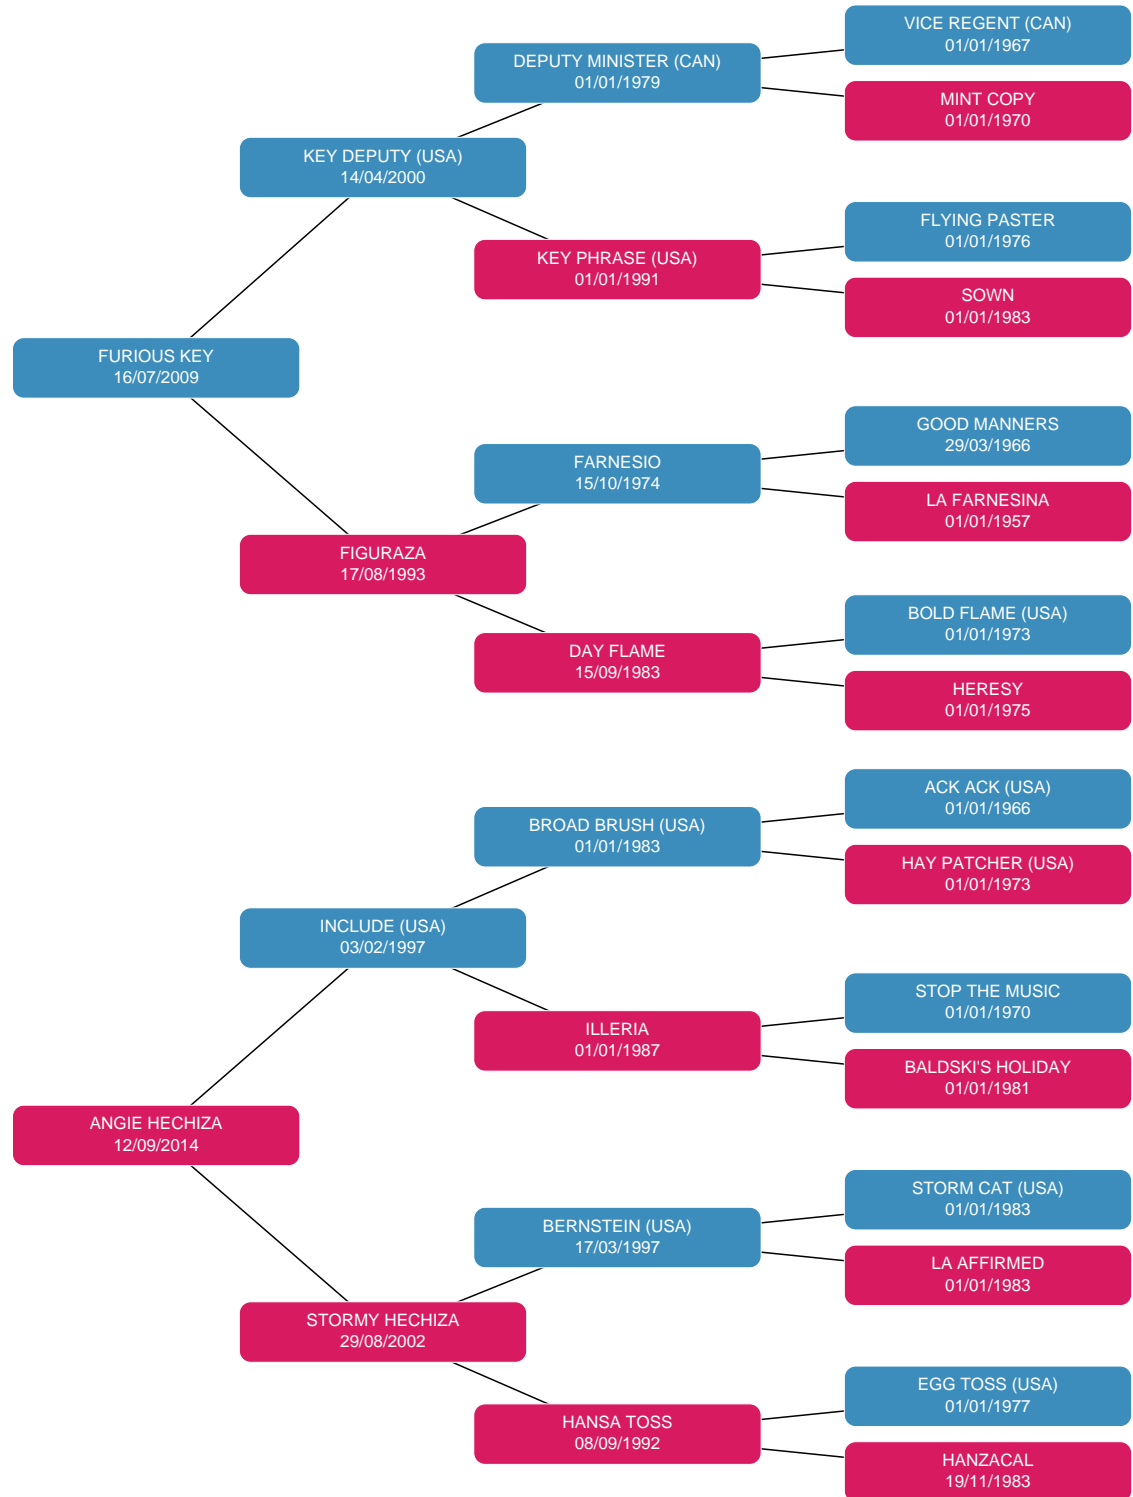 VICE REGENT (CAN)
01/01/1967
DEPUTY MINISTER (CAN)
01/01/1979
MINT COPY
01/01/1970
KEY DEPUTY (USA)
14/04/2000
FLYING PASTER
01/01/1976
KEY PHRASE (USA)
01/01/1991
SOWN
01/01/1983
FURIOUS KEY
16/07/2009
GOOD MANNERS
29/03/1966
FARNESIO
15/10/1974
LA FARNESINA
01/01/1957
FIGURAZA
17/08/1993
BOLD FLAME (USA)
01/01/1973
DAY FLAME
15/09/1983
HERESY
01/01/1975
ACK ACK (USA)
01/01/1966
BROAD BRUSH (USA)
01/01/1983
HAY PATCHER (USA)
01/01/1973
INCLUDE (USA)
03/02/1997
STOP THE MUSIC
01/01/1970
ILLERIA
01/01/1987
BALDSKI'S HOLIDAY
01/01/1981
ANGIE HECHIZA
12/09/2014
STORM CAT (USA)
01/01/1983
BERNSTEIN (USA)
17/03/1997
LA AFFIRMED
01/01/1983
STORMY HECHIZA
29/08/2002
EGG TOSS (USA)
01/01/1977
HANSA TOSS
08/09/1992
HANZACAL
19/11/1983